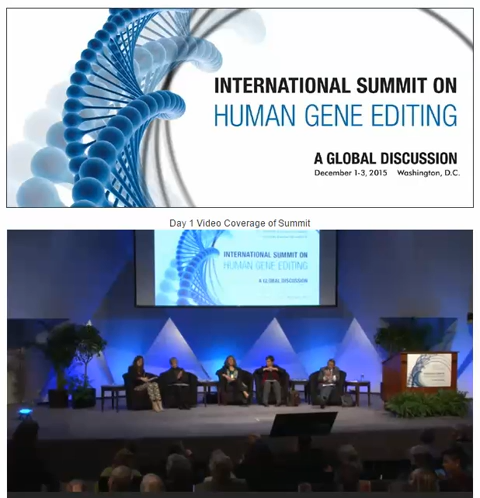 INTERNATIONAL SUMMIT ON
HUMAN GENE EDITING
A GLOBAL DISCUSSION
December 1-3, 2015 Washington, D.C.
Day 1 Video Coverage of Summit
INTERNATIONAL SUMMIT ON
HUMAN GENE EDITING
A GLOBAL DISCUSSION